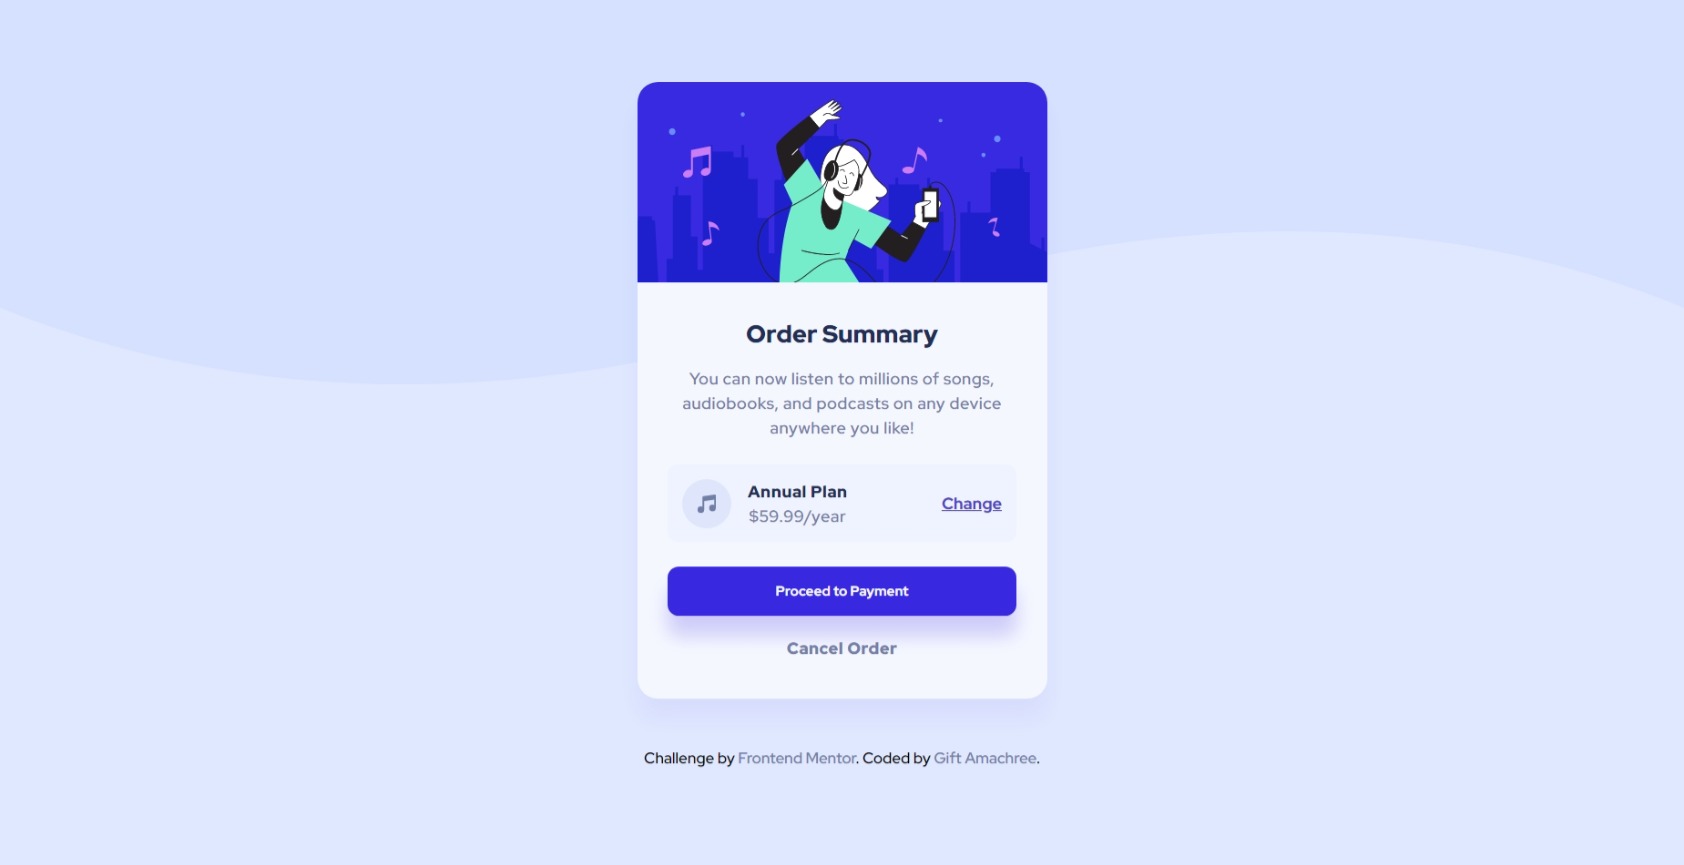 Order Summary
You can now listen to millions of songs,
audiobooks, and podcasts on any device
anywhere you like!
Annual Plan
$59.99/year
Change
Proceed to Payment
Cancel Order
Challenge by Frontend Mentor. Coded by Gift Amachree.